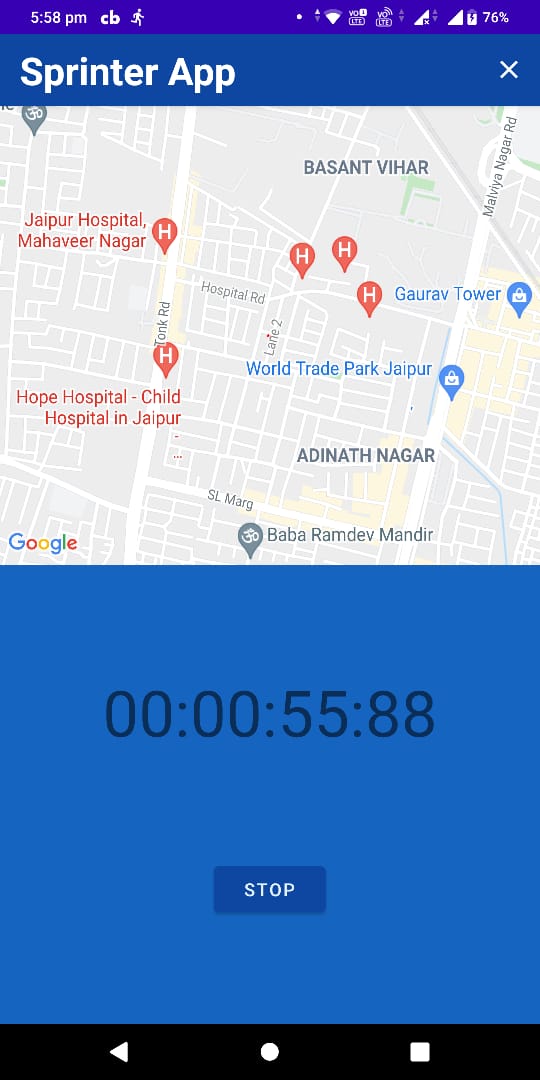 5:58 pm cb
76%
Sprinter App
BASANT VIHAR
Malviya Nagar Rd
Jaipur Hospital,
Mahaveer Nagar
H
H
H
H
Hospital Rd
Gaurav Tower
Tonk Rd
Lane 2
H
World Trade Park Jaipur
Hope Hospital - Child
Hospital in Jaipur
ADINATH NAGAR
SL Marg
Baba Ramdev Mandir
Google
00:00:55:88
STOP